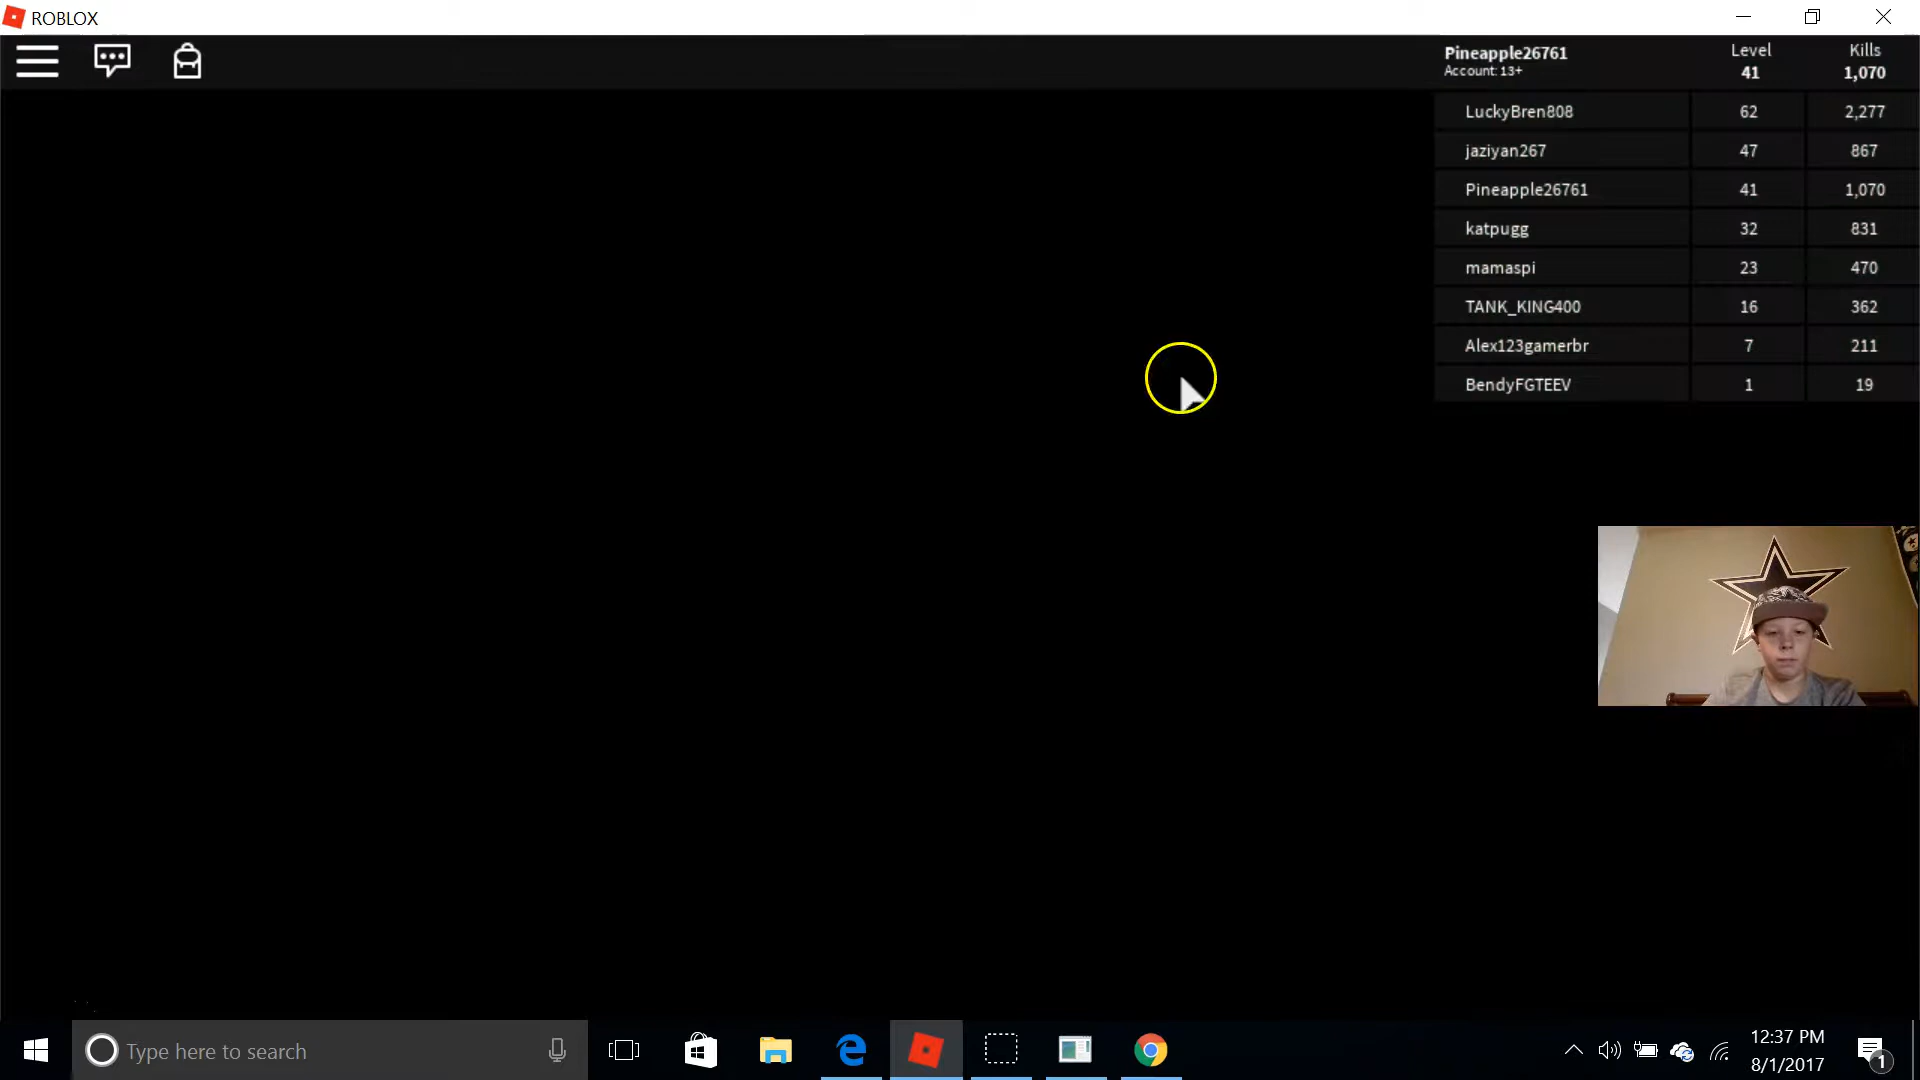 ROBLOX
Pineapple26761 Level Kills
Account: 13+ 41 1,070
LuckyBren808 62 2,277
jaziyan267 47 867
Pineapple26761 41 1,070
katpugg 32 831
mamaspi 23 470
TANK_KING400 16 362
Alex123gamerbr 7 211
BendyFGTEEV 1 19
Type here to search
12:37 PM
8/1/2017
1